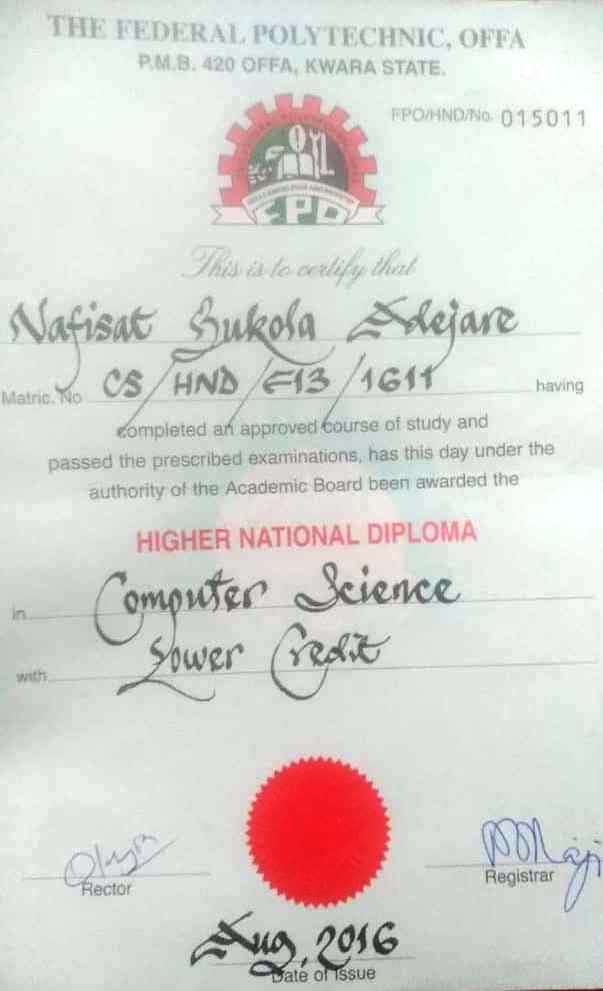 THE FEDERAL POLYTECHNIC, OFFA
P.M.B. 420 OFFA, KWARA STATE.
FPO/HND/No. 015011
FPO
This is to certify that
Nafisat Bukola Adejare
Matric. No CS/HND/F13/1611 having
completed an approved course of study and
passed the prescribed examinations, has this day under the
authority of the Academic Board been awarded the
HIGHER NATIONAL DIPLOMA
in Computer Science
with Lower Credit
Rector
Registrar
Aug, 2016
Date of Issue